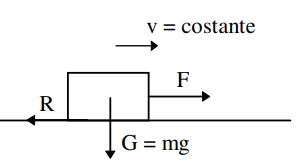 v = costante
F
R
G = mg